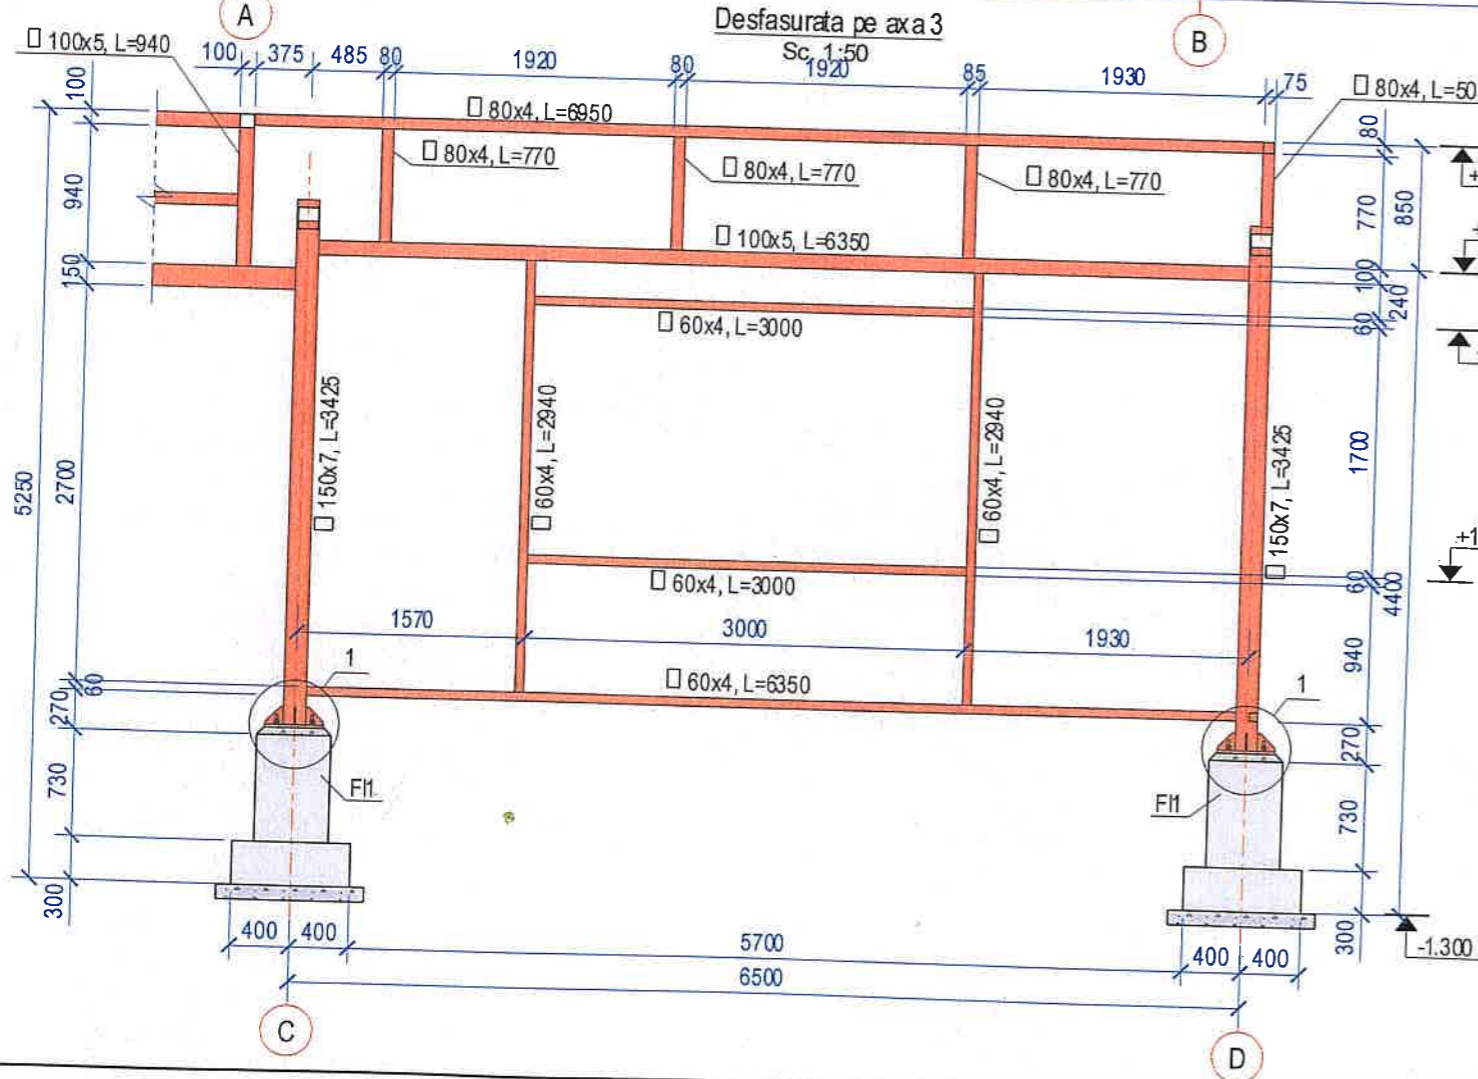 A
Desfasurata pe axa 3
Sc. 1:50
B
□ 100x5, L=940
100 375 485 80 1920 80 1920 85 1930 75
□ 80x4, L=50
100
□ 80x4, L=6950
80
□ 80x4, L=770
□ 80x4, L=770
□ 80x4, L=770
940
770
850
□ 100x5, L=6350
150
100
240
□ 60x4, L=3000
60
□ 150x7, L=3425
□ 60x4, L=2940
□ 60x4, L=2940
□ 150x7, L=3425
5250
2700
1700
+1
□ 60x4, L=3000
60
4400
1570 3000 1930
940
1
□ 60x4, L=6350
1
60
270
270
730
FI1
FI1
730
300
300
400 400 5700 400 400
-1.300
6500
C
D